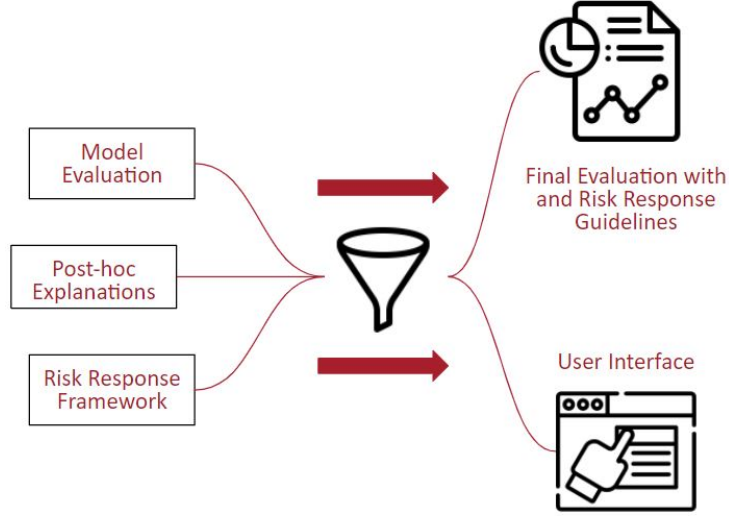 Model
Evaluation
Post-hoc
Explanations
Risk Response
Framework
Final Evaluation with
and Risk Response
Guidelines
User Interface